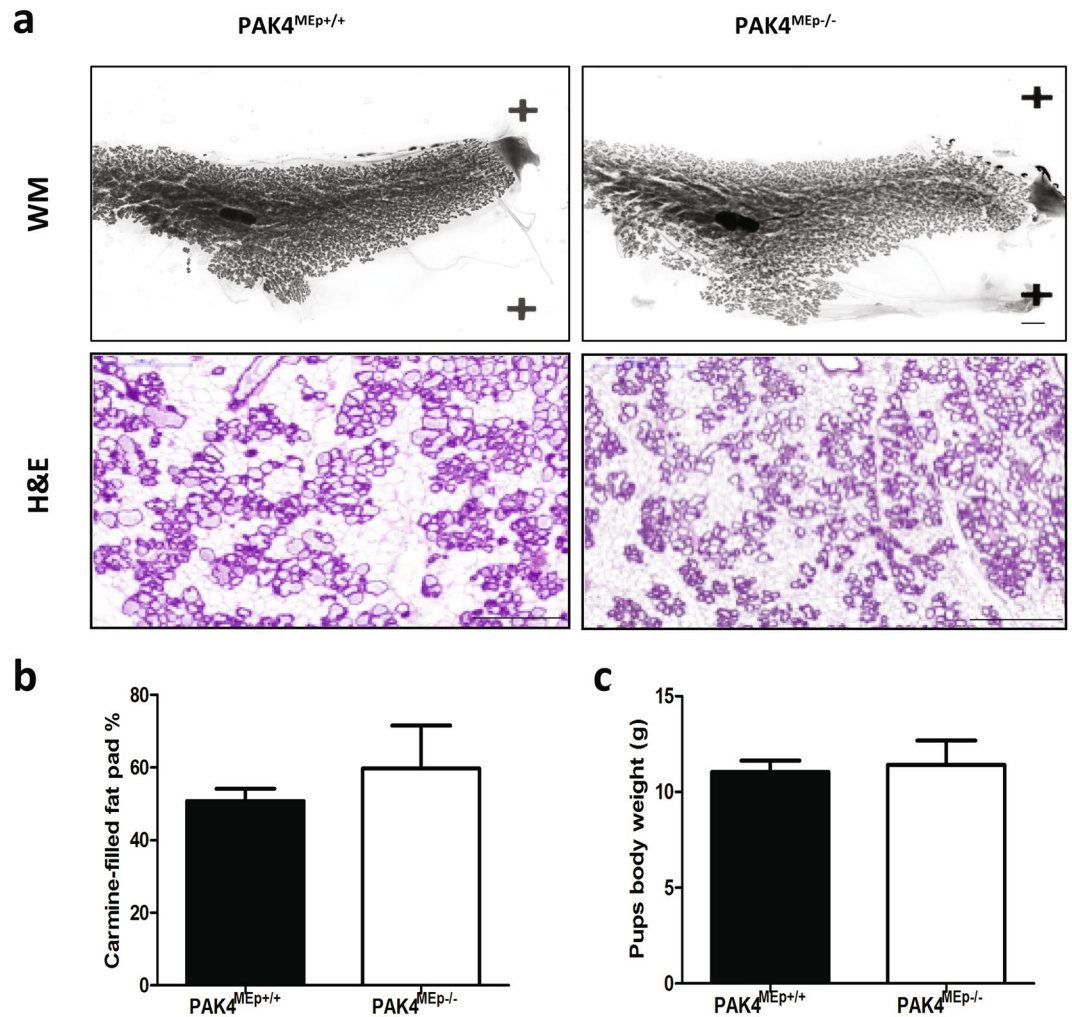 a
PAK4MEp+/+ PAK4MEp-/-
WM
H&E
b
Carmine-filled fat pad %
80
60
40
20
0
PAK4MEp+/+ PAK4MEp-/-
c
Pups body weight (g)
15
10
5
0
PAK4MEp+/+ PAK4MEp-/-